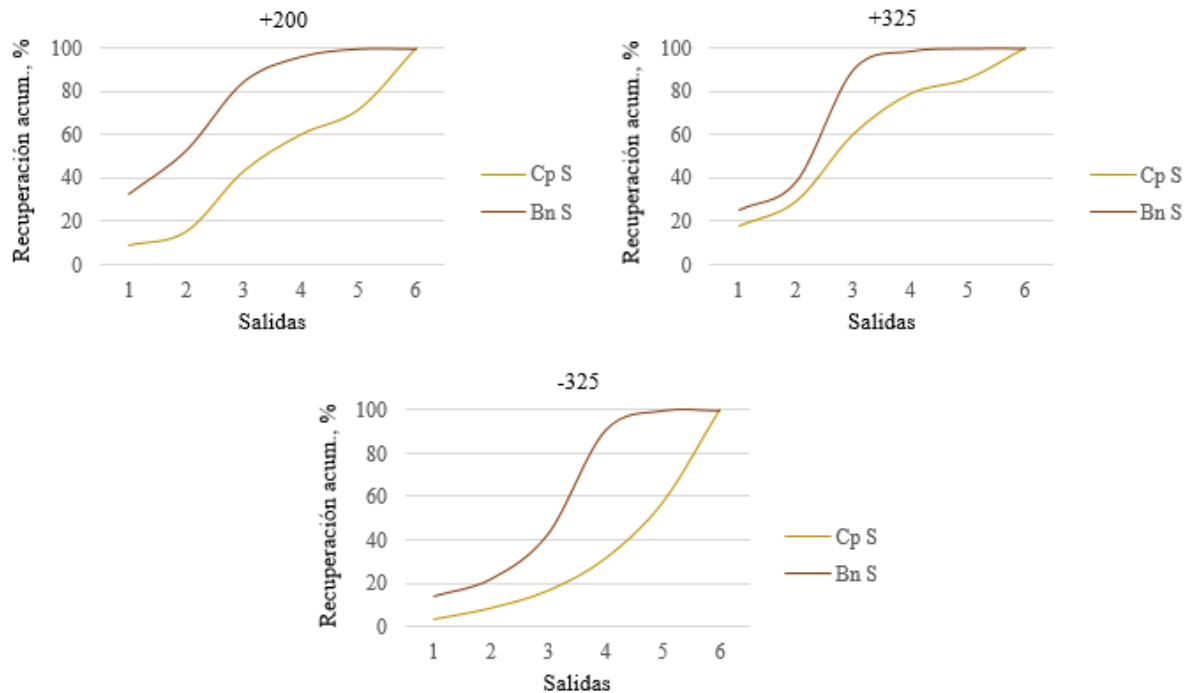 +200
Recuperación acum., %
100
80
60
40
20
0
1 2 3 4 5 6
Salidas
Cp S
Bn S
+325
Recuperación acum., %
100
80
60
40
20
0
1 2 3 4 5 6
Salidas
Cp S
Bn S
-325
Recuperación acum., %
100
80
60
40
20
0
1 2 3 4 5 6
Salidas
Cp S
Bn S